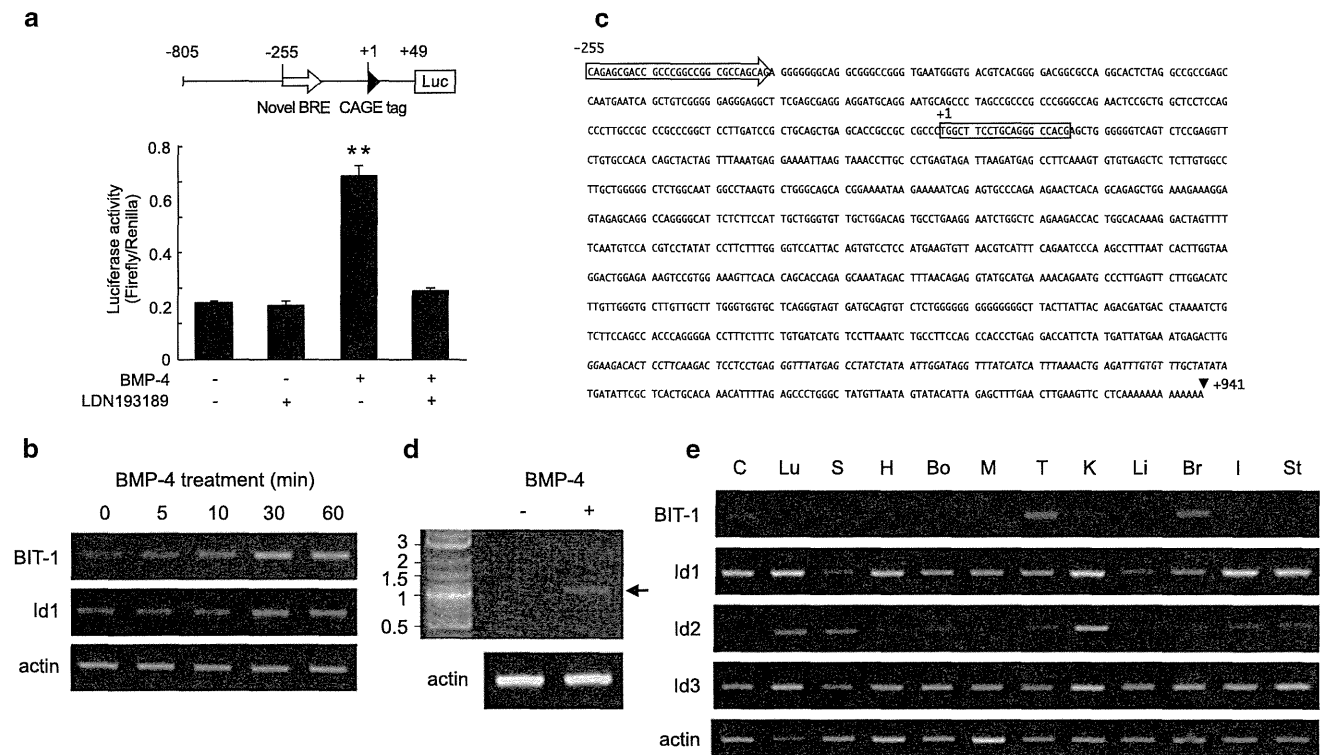 a
-805
-255
+1
+49
Luc
Novel BRE
CAGE tag
Luciferase activity
(Firefly/Renilla)
0.8
0.6
0.4
0.2
0
**
BMP-4 - - + +
LDN193189 - + - +
c
-255
CAGAGCGACC GCCCGGCCGG CGCCAGCAGA GGGGGGGCAG GCGGGCCGGG TGAATGGGTG ACGTCACGGG GACGGCGCCA GGCACTCTAG GCCGCCGAGC
CAATGAATCA GCTGTCGGGG GAGGGAGGCT TCGAGCGAGG AGGATGCAGG AATGCAGCCC TAGCCGCCCG CCCGGGCCAG AACTCCGCTG GCTCCTCCAG
+1
CCCTTGCCGC CCGCCCGGCT CCTTGATCCG CTGCAGCTGA GCACCGCCGC CGCCCTGGCT TCCTGCAGGG CCACGAGCTG GGGGGTCAGT CTCCGAGGTT
CTGTGCCACA CAGCTACTAG TTTAAATGAG GAAAATTAAG TAAACCTTGC CCTGAGTAGA TTAAGATGAG CCTTCAAAGT GTGTGAGCTC TCTTGTGGCC
TTGCTGGGGG CTCTGGCAAT GGCCTAAGTG CTGGGCAGCA CGGAAAATAA GAAAAATCAG AGTGCCCAGA AGAACTCACA GCAGAGCTGG AAAGAAAGGA
GTAGAGCAGG CCAGGGGCAT TCTCTTCCAT TGCTGGGTGT TGCTGGACAG TGCCTGAAGG AATCTGGCTC AGAAGACCAC TGGCACAAAG GACTAGTTTT
TCAATGTCCA CGTCCTATAT CCTTCTTTGG GGTCCATTAC AGTGTCCTCC ATGAAGTGTT AACGTCATTT CAGAATCCCA AGCCTTTAAT CACTTGGTAA
GGACTGGAGA AAGTCCGTGG AAAGTTCACA CAGCACCAGA GCAAATAGAC TTTAACAGAG GTATGCATGA AAACAGAATG CCCTTGAGTT CTTGGACATC
TTGTTGGGTG CTTGTTGCTT TGGGTGGTGC TCAGGGTAGT GATGCAGTGT CTCTGGGGGG GGGGGGGGCT TACTTATTAC AGACGATGACC CTAAAATCTG
TCTTCCAGCC ACCCAGGGGA CCTTTCTTTC TGTGATCATG TCCTTAAATC TGCCTTCCAG CCACCCTGAG GACCATTCTA TGATTATGAA ATGAGACTTG
GGAAGACACT CCTTCAAGAC TCCTCCTGAG GGTTTATGAG CCTATCTATA ATTGGATAGG TTTATCATCA TTTAAAACTG AGATTTGTGT TTGCTATATA
+941
TGATATTCGC TCACTGCACA AACATTTTAG AGCCCTGGGC TATGTTAATA GTATACATTA GAGCTTTGAA CTTGAAGTTC CTCAAAAAAA AAAAAA
b
BMP-4 treatment (min)
0 5 10 30 60
BIT-1
Id1
actin
d
BMP-4
- +
3
2
1.5
1
0.5
actin
e
C Lu S H Bo M T K Li Br I St
BIT-1
Id1
Id2
Id3
actin